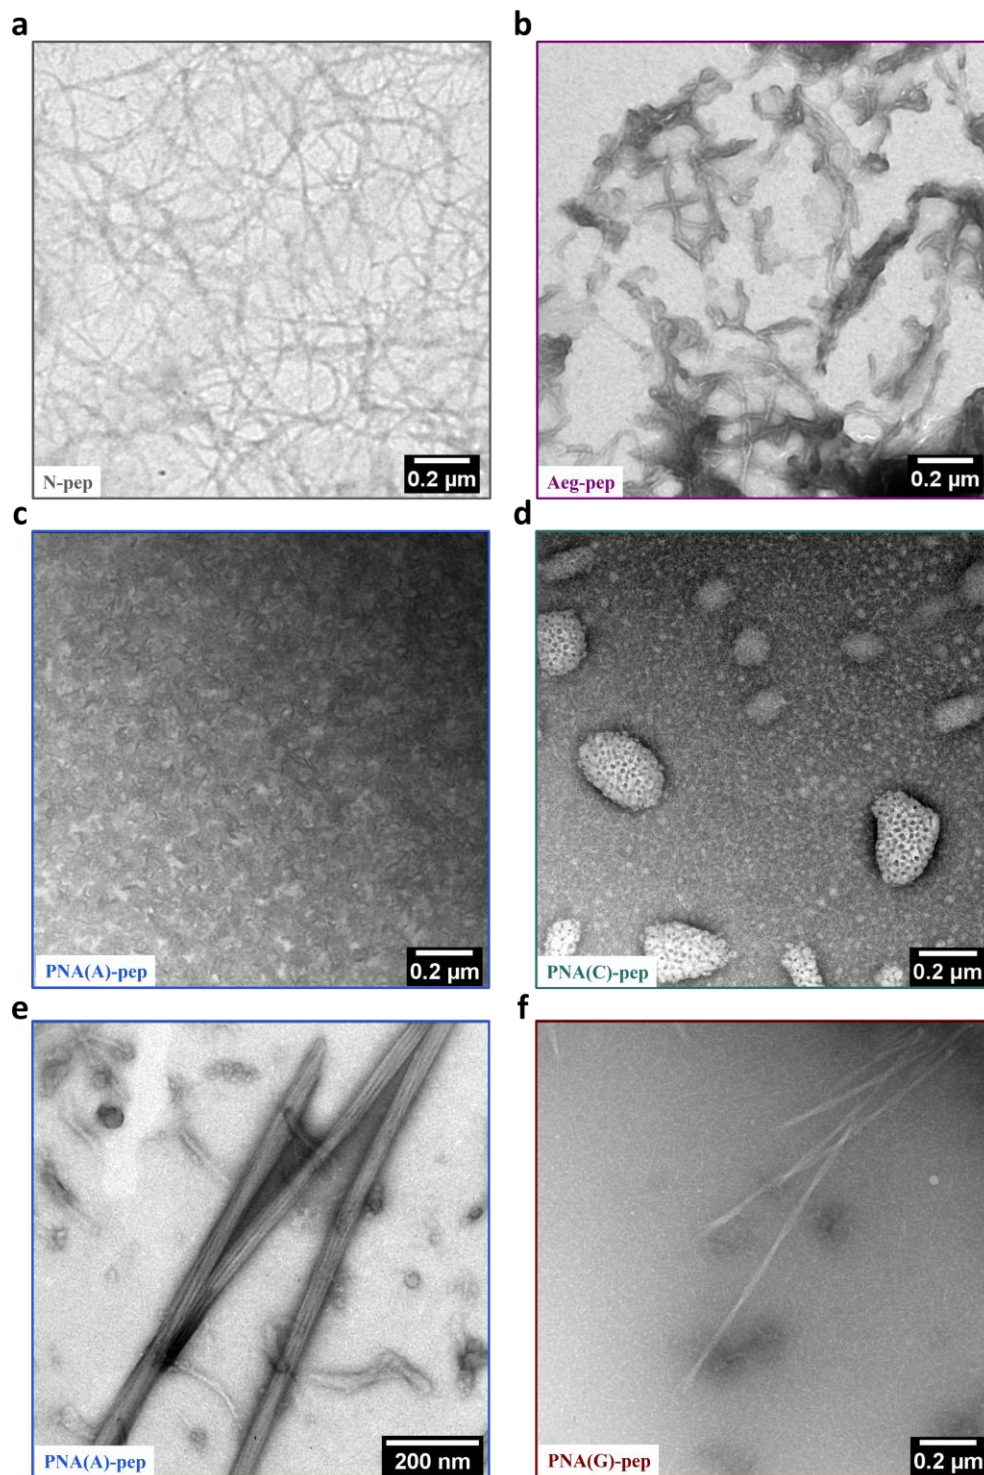 a
b
N-pep
0.2 µm
Aeg-pep
0.2 µm
c
d
PNA(A)-pep
0.2 µm
PNA(C)-pep
0.2 µm
e
f
PNA(A)-pep
200 nm
PNA(G)-pep
0.2 µm